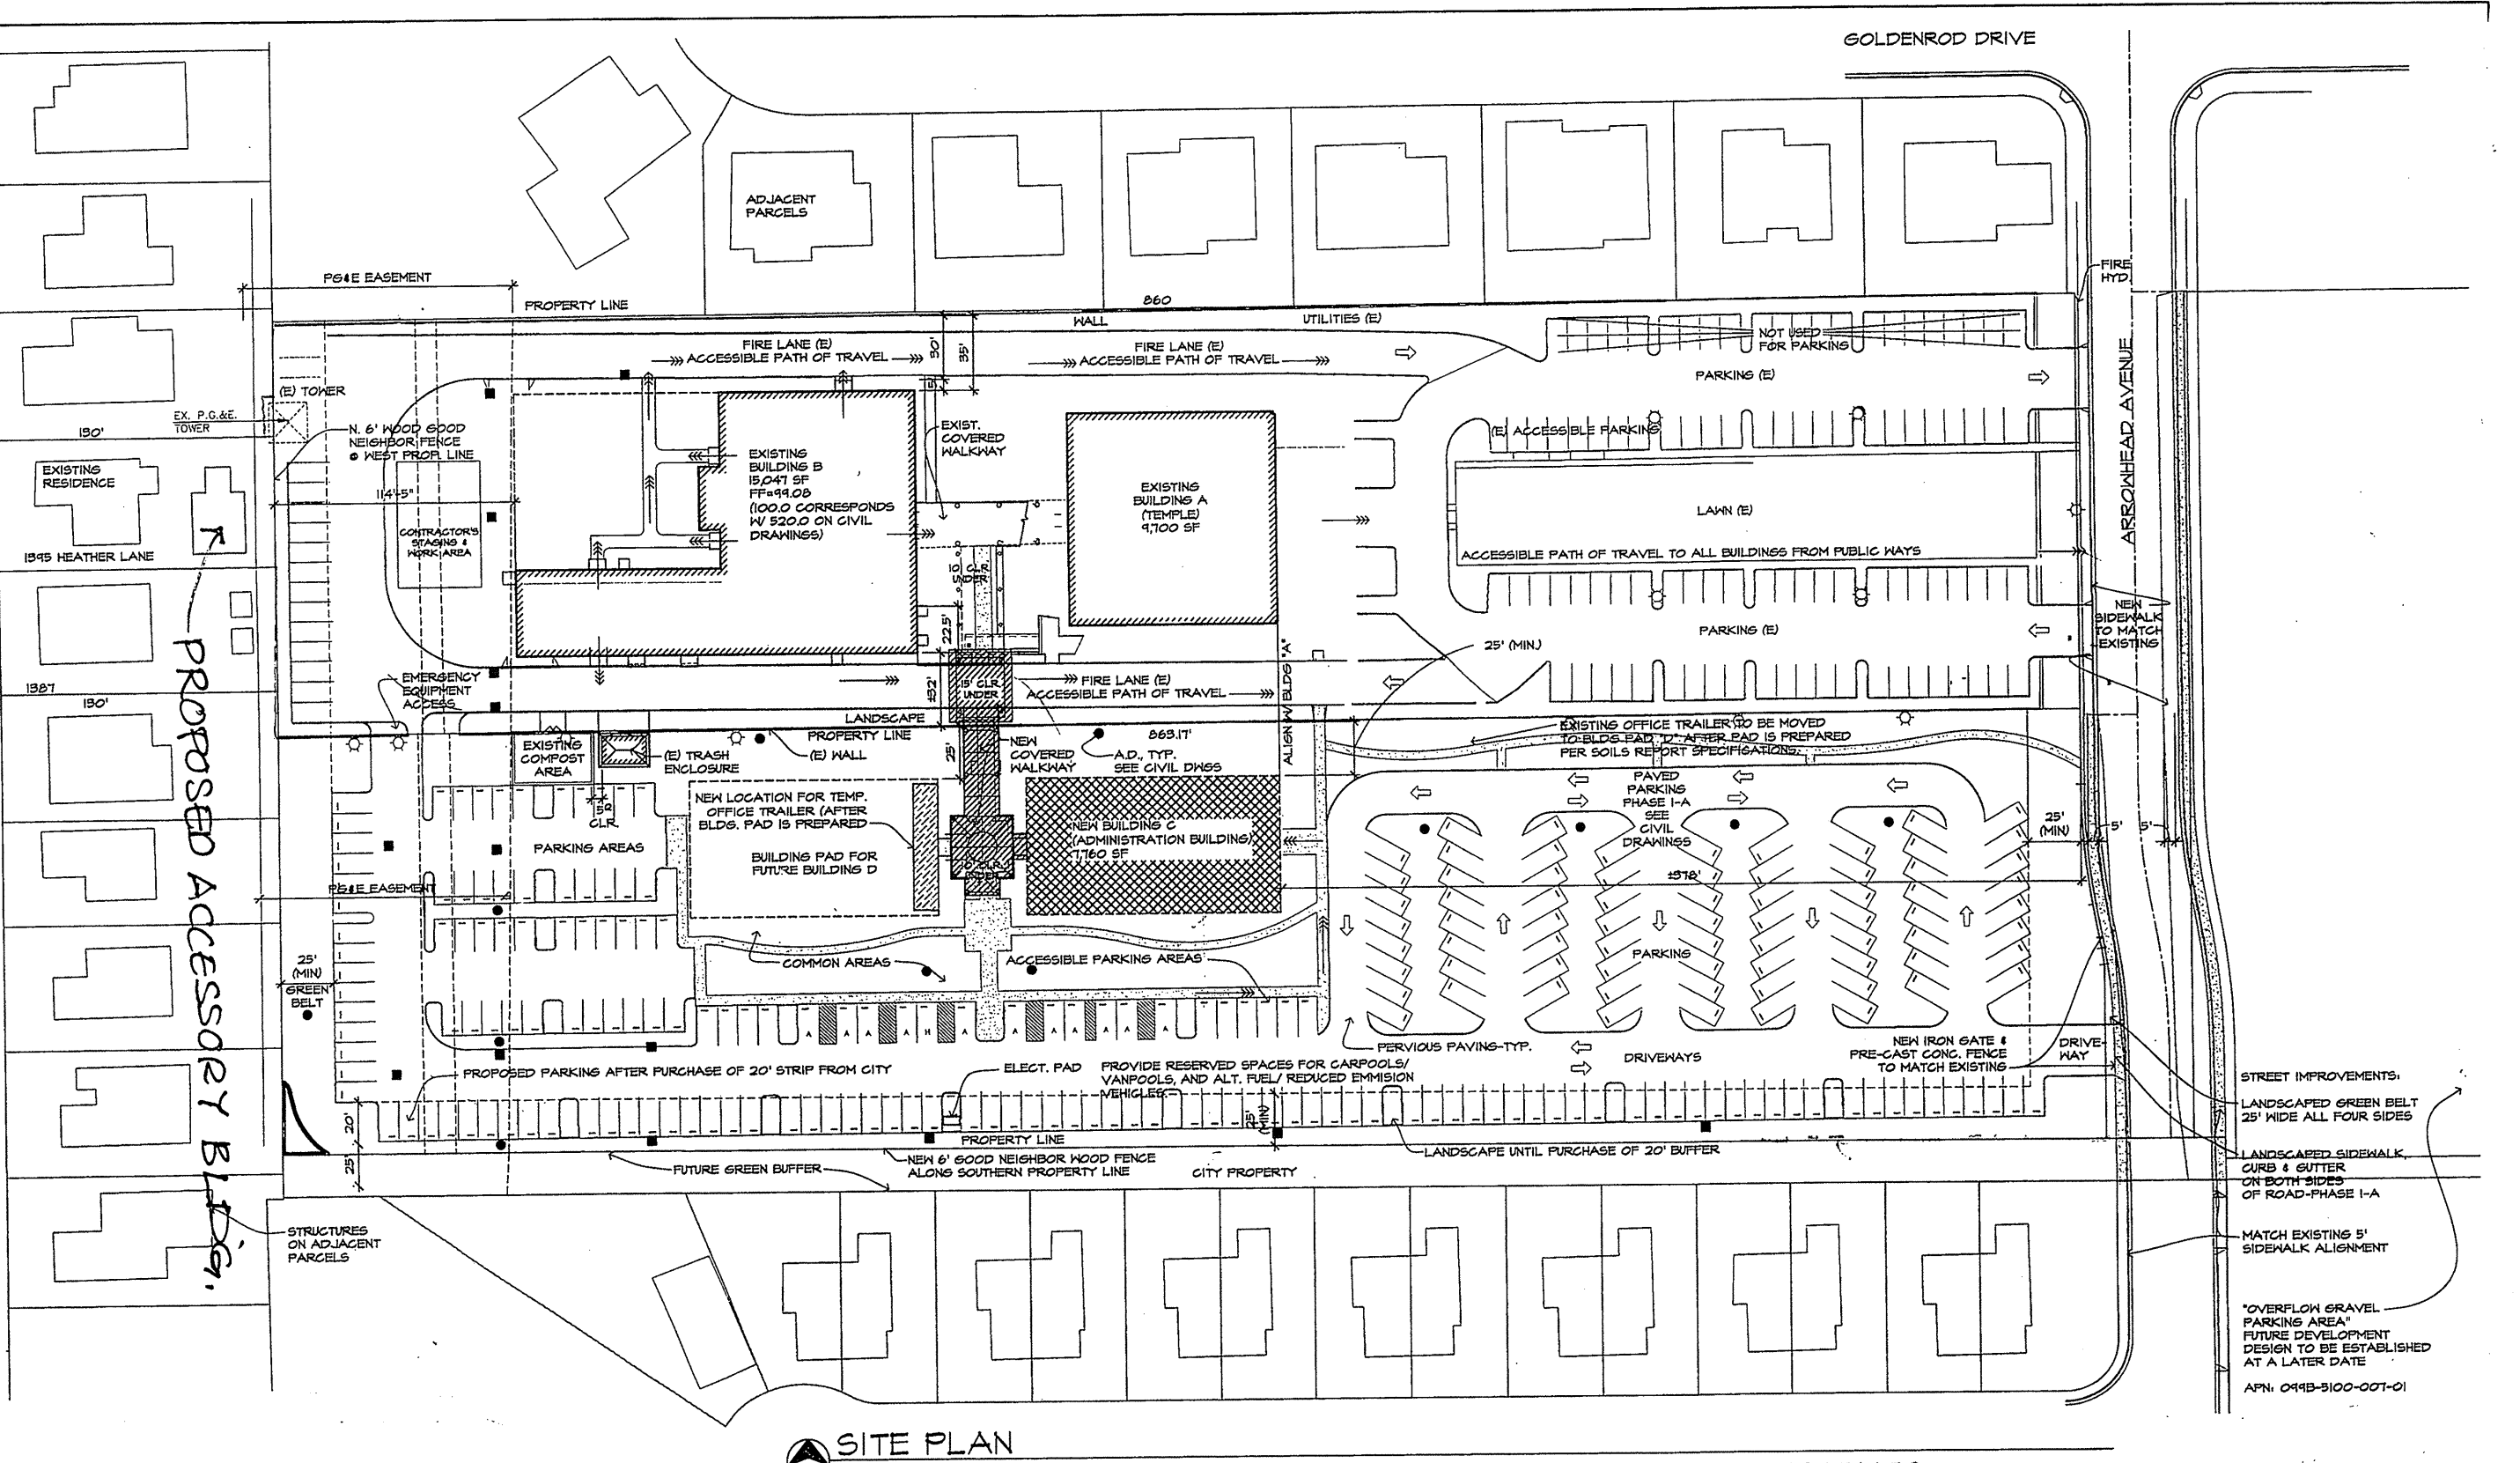 GOLDENROD DRIVE
ADJACENT
PARCELS
FIRE
HYD.
PG&E EASEMENT
PROPERTY LINE
860
WALL
UTILITIES (E)
NOT USED
FOR PARKING
FIRE LANE (E)
ACCESSIBLE PATH OF TRAVEL
30'
35'
FIRE LANE (E)
ACCESSIBLE PATH OF TRAVEL
PARKING (E)
ARROWHEAD AVENUE
(E) TOWER
EX. P.G.&E.
TOWER
130'
N. 6' WOOD GOOD
NEIGHBOR FENCE
@ WEST PROP. LINE
5'
EXIST.
COVERED
WALKWAY
(E) ACCESSIBLE PARKING
EXISTING
RESIDENCE
114'-5"
EXISTING
BUILDING B
15,047 SF
FF=99.08
(100.0 CORRESPONDS
W/ 520.0 ON CIVIL
DRAWINGS)
EXISTING
BUILDING A
(TEMPLE)
9,700 SF
LAWN (E)
CONTRACTOR'S
STAGING &
WORK AREA
1395 HEATHER LANE
ACCESSIBLE PATH OF TRAVEL TO ALL BUILDINGS FROM PUBLIC WAYS
PROPOSED ACCESSORY BLDG.
22.5'
NEW
SIDEWALK
TO MATCH
EXISTING
PARKING (E)
25' (MIN.)
ALIGN W/ BLDG "A"
1387
130'
EMERGENCY
EQUIPMENT
ACCESS
±32'
15' CLR.
UNDER
FIRE LANE (E)
ACCESSIBLE PATH OF TRAVEL
LANDSCAPE
PROPERTY LINE
863.17'
EXISTING OFFICE TRAILER TO BE MOVED
TO BLDG PAD "D" AFTER PAD IS PREPARED
PER SOILS REPORT SPECIFICATIONS.
EXISTING
COMPOST
AREA
(E) TRASH
ENCLOSURE
(E) WALL
25'
NEW
COVERED
WALKWAY
A.D., TYP.
SEE CIVIL DWGS
PAVED
PARKING
PHASE 1-A
SEE
CIVIL
DRAWINGS
CLR.
NEW LOCATION FOR TEMP.
OFFICE TRAILER (AFTER
BLDG. PAD IS PREPARED
NEW BUILDING C
(ADMINISTRATION BUILDING)
7,760 SF
25'
(MIN)
5'
5'
PARKING AREAS
BUILDING PAD FOR
FUTURE BUILDING D
±378'
PG&E EASEMENT
25'
(MIN)
GREEN
BELT
COMMON AREAS
ACCESSIBLE PARKING AREAS
PARKING
A A A A H A A A A A A A
PERVIOUS PAVING-TYP.
DRIVEWAYS
NEW IRON GATE &
PRE-CAST CONC. FENCE
TO MATCH EXISTING
DRIVE-
WAY
PROPOSED PARKING AFTER PURCHASE OF 20' STRIP FROM CITY
ELECT. PAD
PROVIDE RESERVED SPACES FOR CARPOOLS/
VANPOOLS, AND ALT. FUEL/ REDUCED EMMISION
VEHICLES.
STREET IMPROVEMENTS:
LANDSCAPED GREEN BELT
25' WIDE ALL FOUR SIDES
20'
25'
(MIN)
PROPERTY LINE
LANDSCAPE UNTIL PURCHASE OF 20' BUFFER
LANDSCAPED SIDEWALK,
CURB & GUTTER
ON BOTH SIDES
OF ROAD-PHASE 1-A
25'
FUTURE GREEN BUFFER
NEW 6' GOOD NEIGHBOR WOOD FENCE
ALONG SOUTHERN PROPERTY LINE
CITY PROPERTY
STRUCTURES
ON ADJACENT
PARCELS
MATCH EXISTING 5'
SIDEWALK ALIGNMENT
"OVERFLOW GRAVEL
PARKING AREA"
FUTURE DEVELOPMENT
DESIGN TO BE ESTABLISHED
AT A LATER DATE
APN: 099B-5100-007-01
SITE PLAN